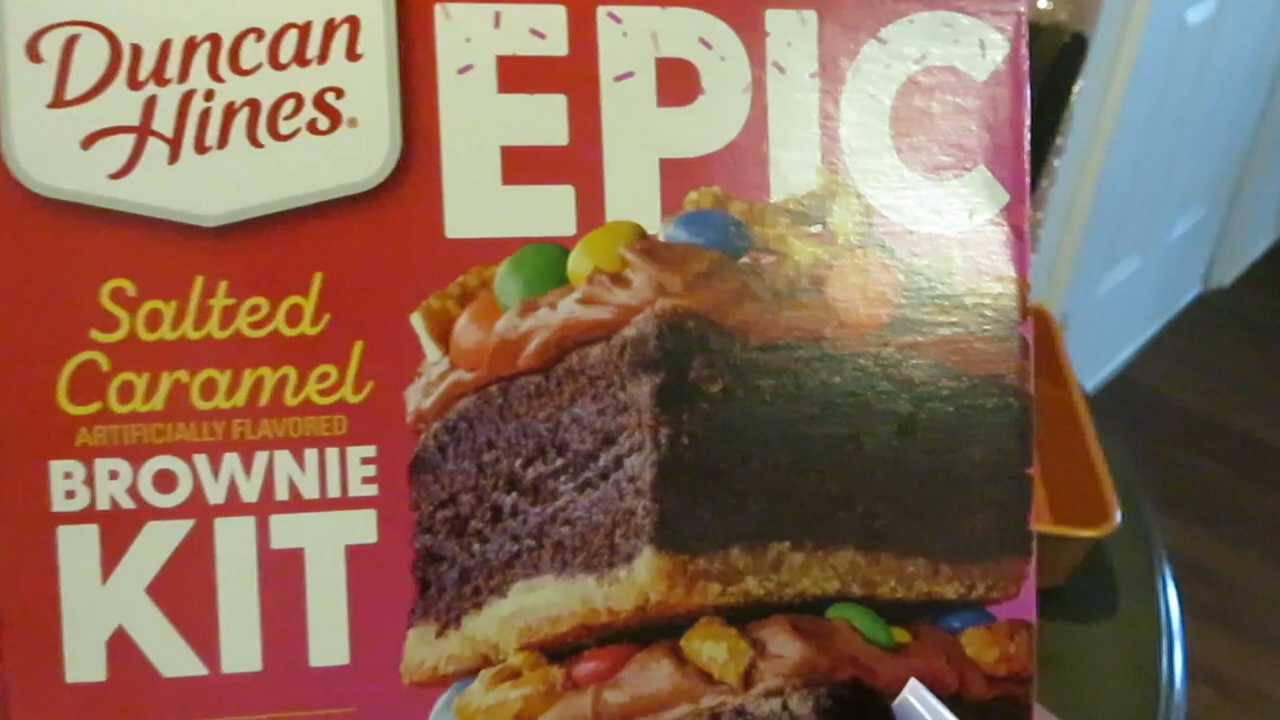 Duncan
Hines®
EPIC
Salted
Caramel
ARTIFICIALLY FLAVORED
BROWNIE
KIT